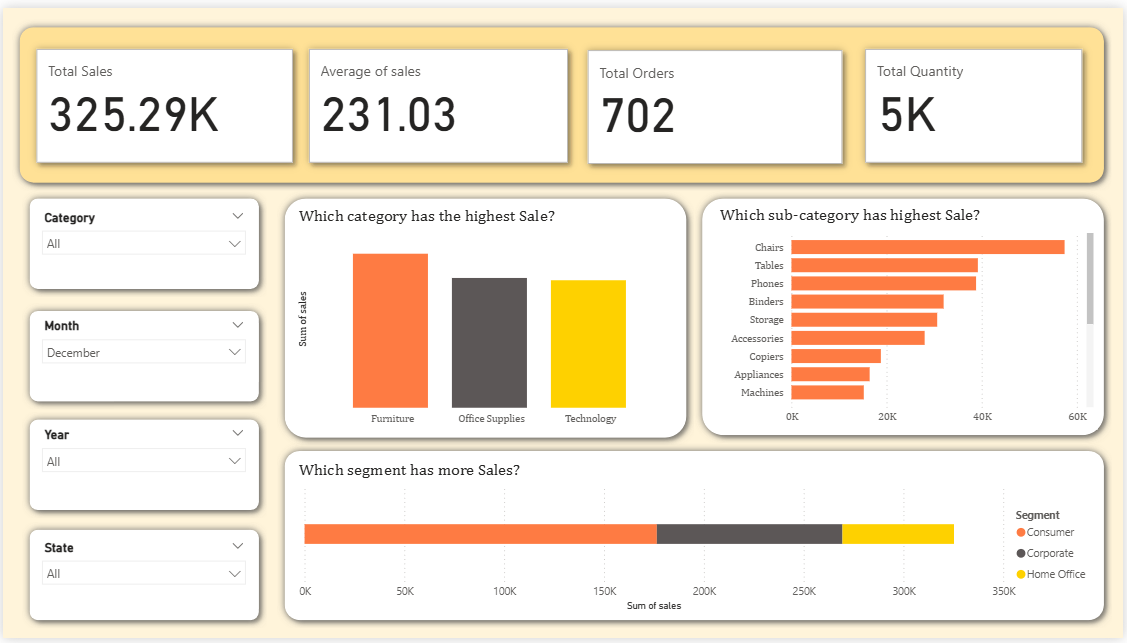 Total Sales
325.29K
Average of sales
231.03
Total Orders
702
Total Quantity
5K
Category
All
Month
December
Year
All
State
All
Which category has the highest Sale?
Sum of sales
Furniture
Office Supplies
Technology
Which sub-category has highest Sale?
Chairs
Tables
Phones
Binders
Storage
Accessories
Copiers
Appliances
Machines
0K 20K 40K 60K
Which segment has more Sales?
0K 50K 100K 150K 200K 250K 300K 350K
Sum of sales
Segment
Consumer
Corporate
Home Office